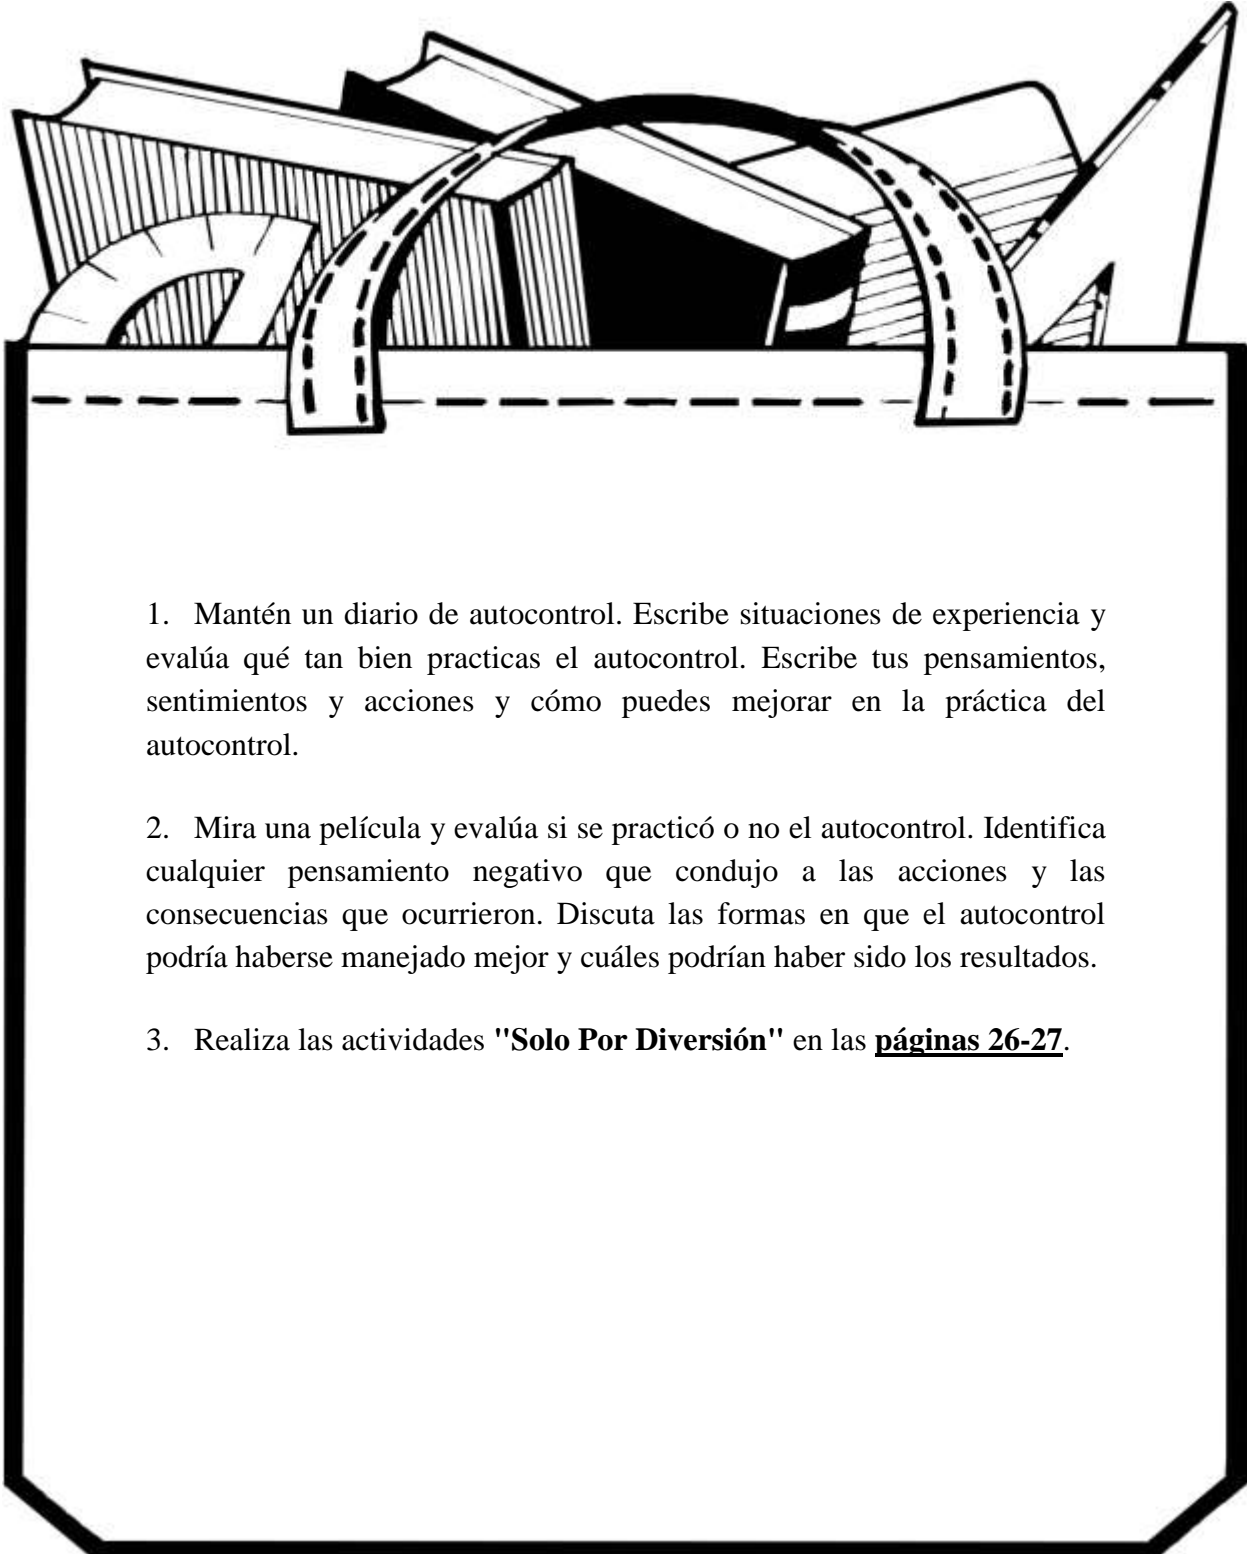 1. Mantén un diario de autocontrol. Escribe situaciones de experiencia y
evalúa qué tan bien practicas el autocontrol. Escribe tus pensamientos,
sentimientos y acciones y cómo puedes mejorar en la práctica del
autocontrol.
2. Mira una película y evalúa si se practicó o no el autocontrol. Identifica
cualquier pensamiento negativo que condujo a las acciones y las
consecuencias que ocurrieron. Discuta las formas en que el autocontrol
podría haberse manejado mejor y cuáles podrían haber sido los resultados.
3. Realiza las actividades "Solo Por Diversión" en las páginas 26-27.